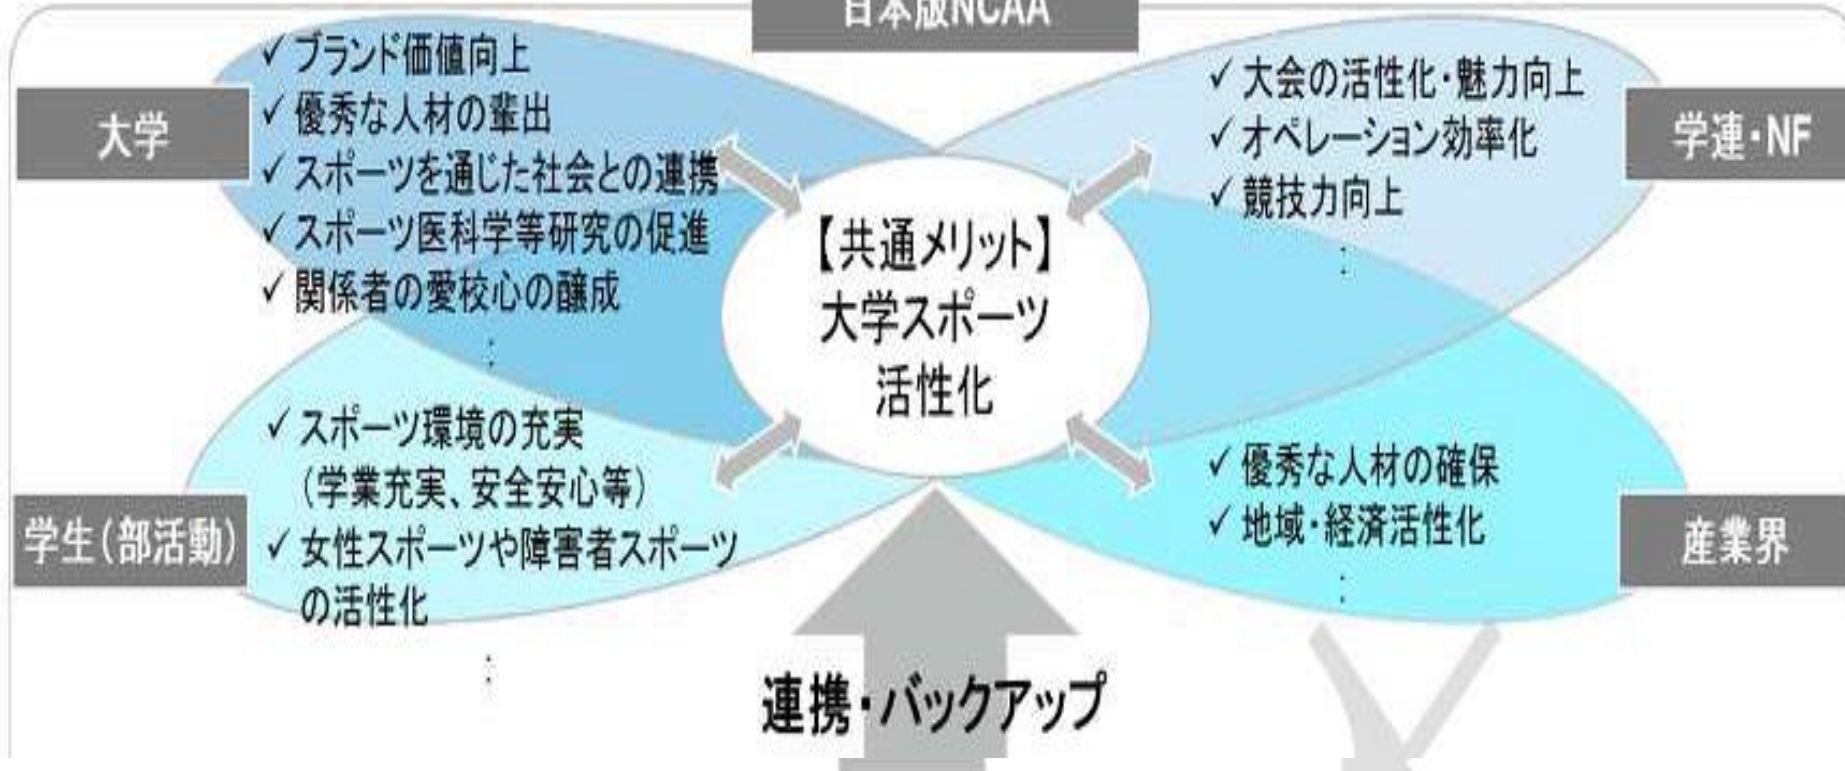 日本版NCAA
大学
✓ ブランド価値向上
✓ 優秀な人材の輩出
✓ スポーツを通じた社会との連携
✓ スポーツ医科学等研究の促進
✓ 関係者の愛校心の醸成
:
学連・NF
✓ 大会の活性化・魅力向上
✓ オペレーション効率化
✓ 競技力向上
:
【共通メリット】
大学スポーツ
活性化
学生(部活動)
✓ スポーツ環境の充実
(学業充実、安全安心等)
✓ 女性スポーツや障害者スポーツ
の活性化
:
産業界
✓ 優秀な人材の確保
✓ 地域・経済活性化
:
連携・バックアップ